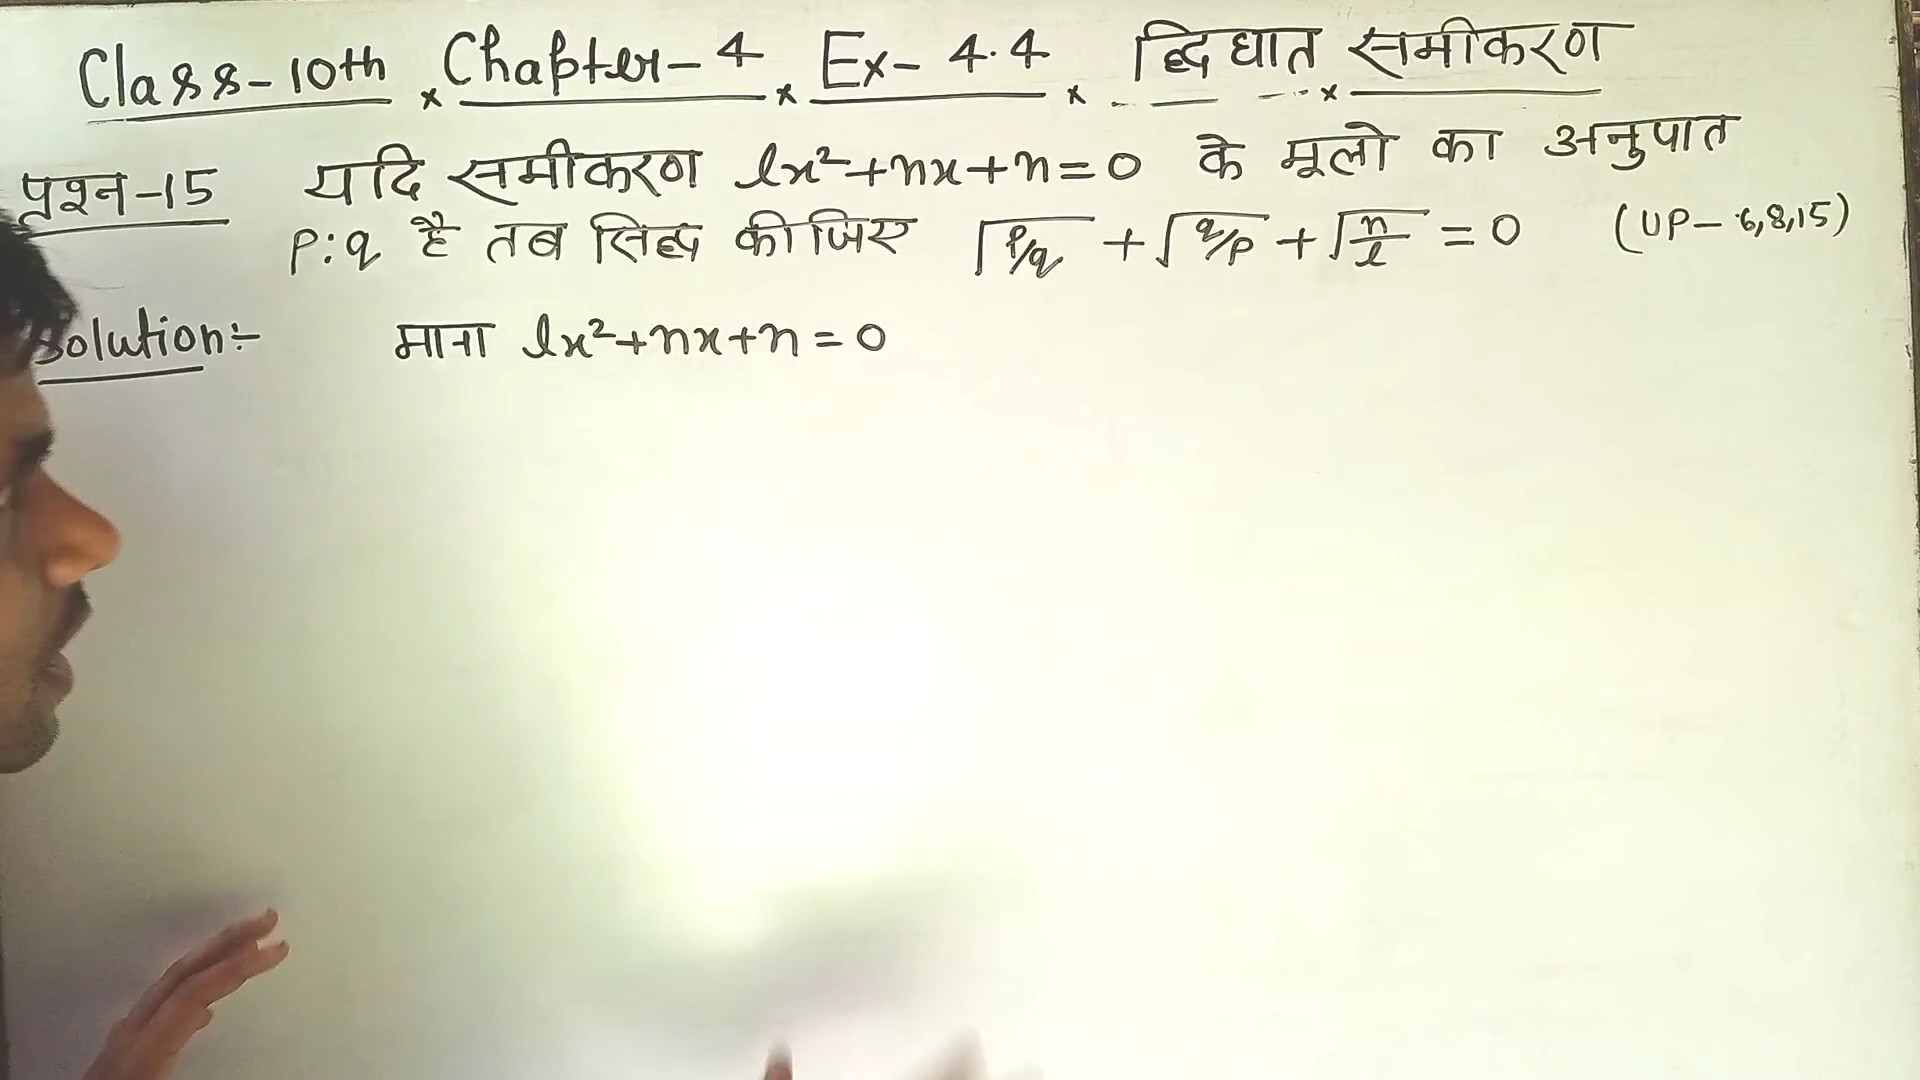 Class-10th × Chapter-4 × Ex-4.4 × द्विघात × समीकरण
प्रश्न-15 यदि समीकरण lx²+nx+n=0 के मूलो का अनुपात
p:q है तब सिद्ध कीजिए √p/q + √q/p + √n/l = 0 (UP-6,8,15)
Solution:- माना lx²+nx+n=0